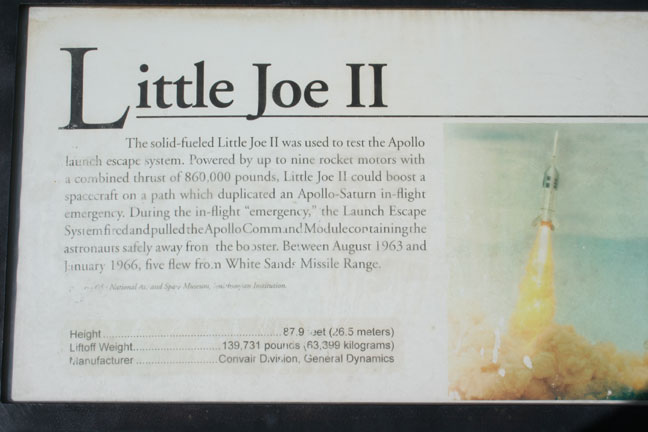 Little Joe II
The solid-fueled Little Joe II was used to test the Apollo
launch escape system. Powered by up to nine rocket motors with
a combined thrust of 860,000 pounds, Little Joe II could boost a
spacecraft on a path which duplicated an Apollo-Saturn in-flight
emergency. During the in-flight "emergency," the Launch Escape
System fired and pulled the Apollo Command Module containing the
astronauts safely away from the booster. Between August 1963 and
January 1966, five flew from White Sands Missile Range.
National Air and Space Museum, Smithsonian Institution.
Height 87.9 feet (26.5 meters)
Liftoff Weight 139,731 pounds (63,399 kilograms)
Manufacturer Convair Division, General Dynamics